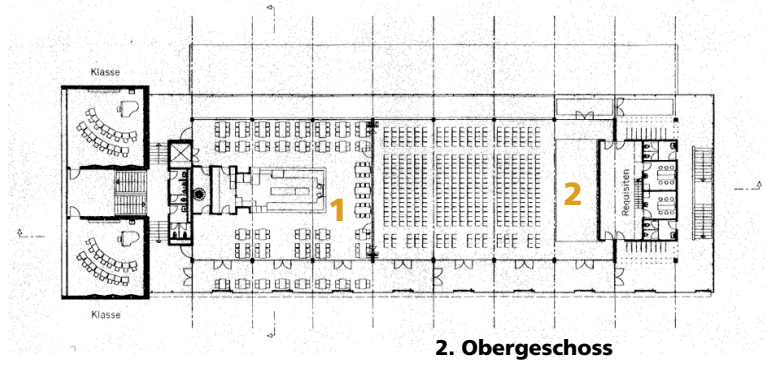 Klasse
1
2
Requisiten
Klasse
2. Obergeschoss